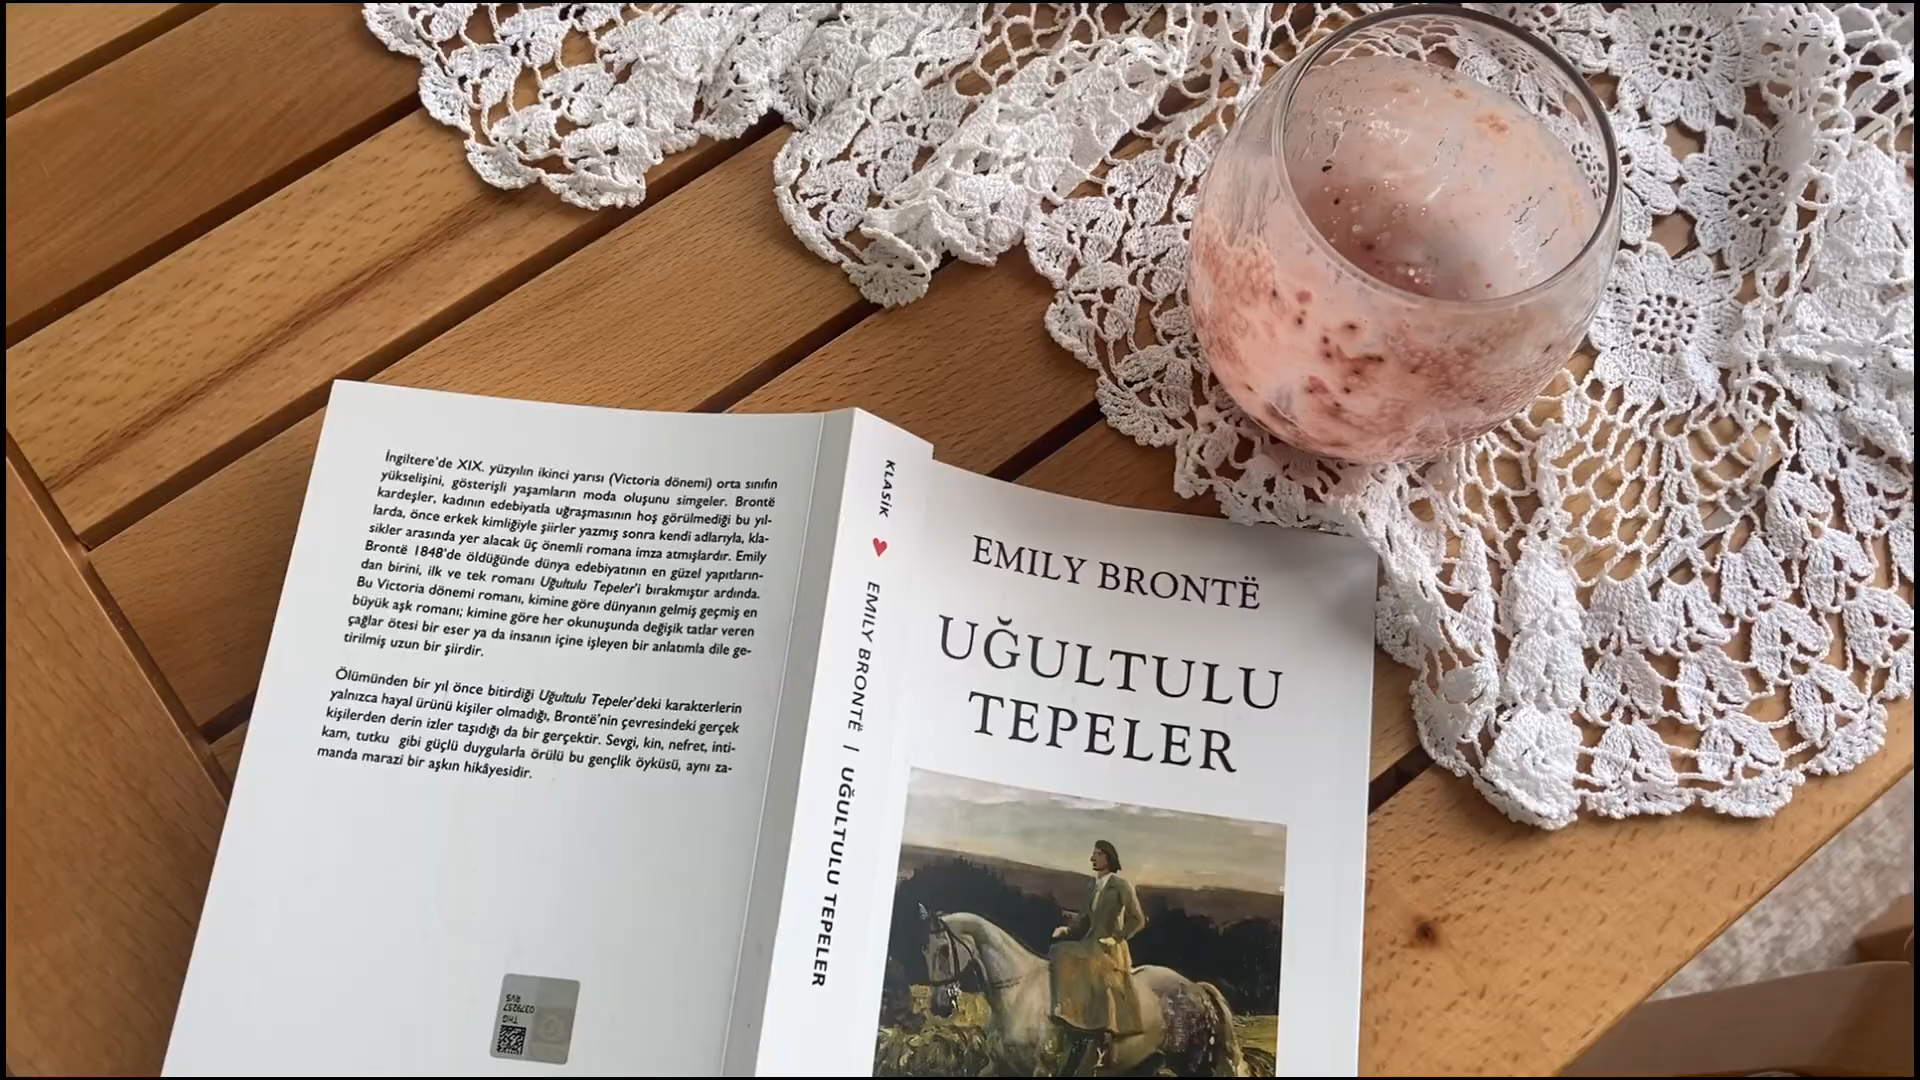 İngiltere'de XIX. yüzyılın ikinci yarısı (Victoria dönemi) orta sınıfın
yükselişini, gösterişli yaşamların moda oluşunu simgeler. Brontë
kardeşler, kadının edebiyatla uğraşmasının hoş görülmediği bu yıl-
larda, önce erkek kimliğiyle şiirler yazmış sonra kendi adlarıyla, kla-
sikler arasında yer alacak üç önemli romana imza atmışlardır. Emily
Brontë 1848'de öldüğünde dünya edebiyatının en güzel yapıtların-
dan birini, ilk ve tek romanı Uğultulu Tepeler'i bırakmıştır ardında.
Bu Victoria dönemi romanı, kimine göre dünyanın gelmiş geçmiş en
büyük aşk romanı; kimine göre her okunuşunda değişik tatlar veren
çağlar ötesi bir eser ya da insanın içine işleyen bir anlatımla dile ge-
tirilmiş uzun bir şiirdir.
Ölümünden bir yıl önce bitirdiği Uğultulu Tepeler'deki karakterlerin
yalnızca hayal ürünü kişiler olmadığı, Brontë'nin çevresindeki gerçek
kişilerden derin izler taşıdığı da bir gerçektir. Sevgi, kin, nefret, inti-
kam, tutku gibi güçlü duygularla örülü bu gençlik öyküsü, aynı za-
manda marazi bir aşkın hikâyesidir.
THG
0379257
RVS
KLASİK EMILY BRONTË | UĞULTULU TEPELER
EMILY BRONTË
UĞULTULU
TEPELER